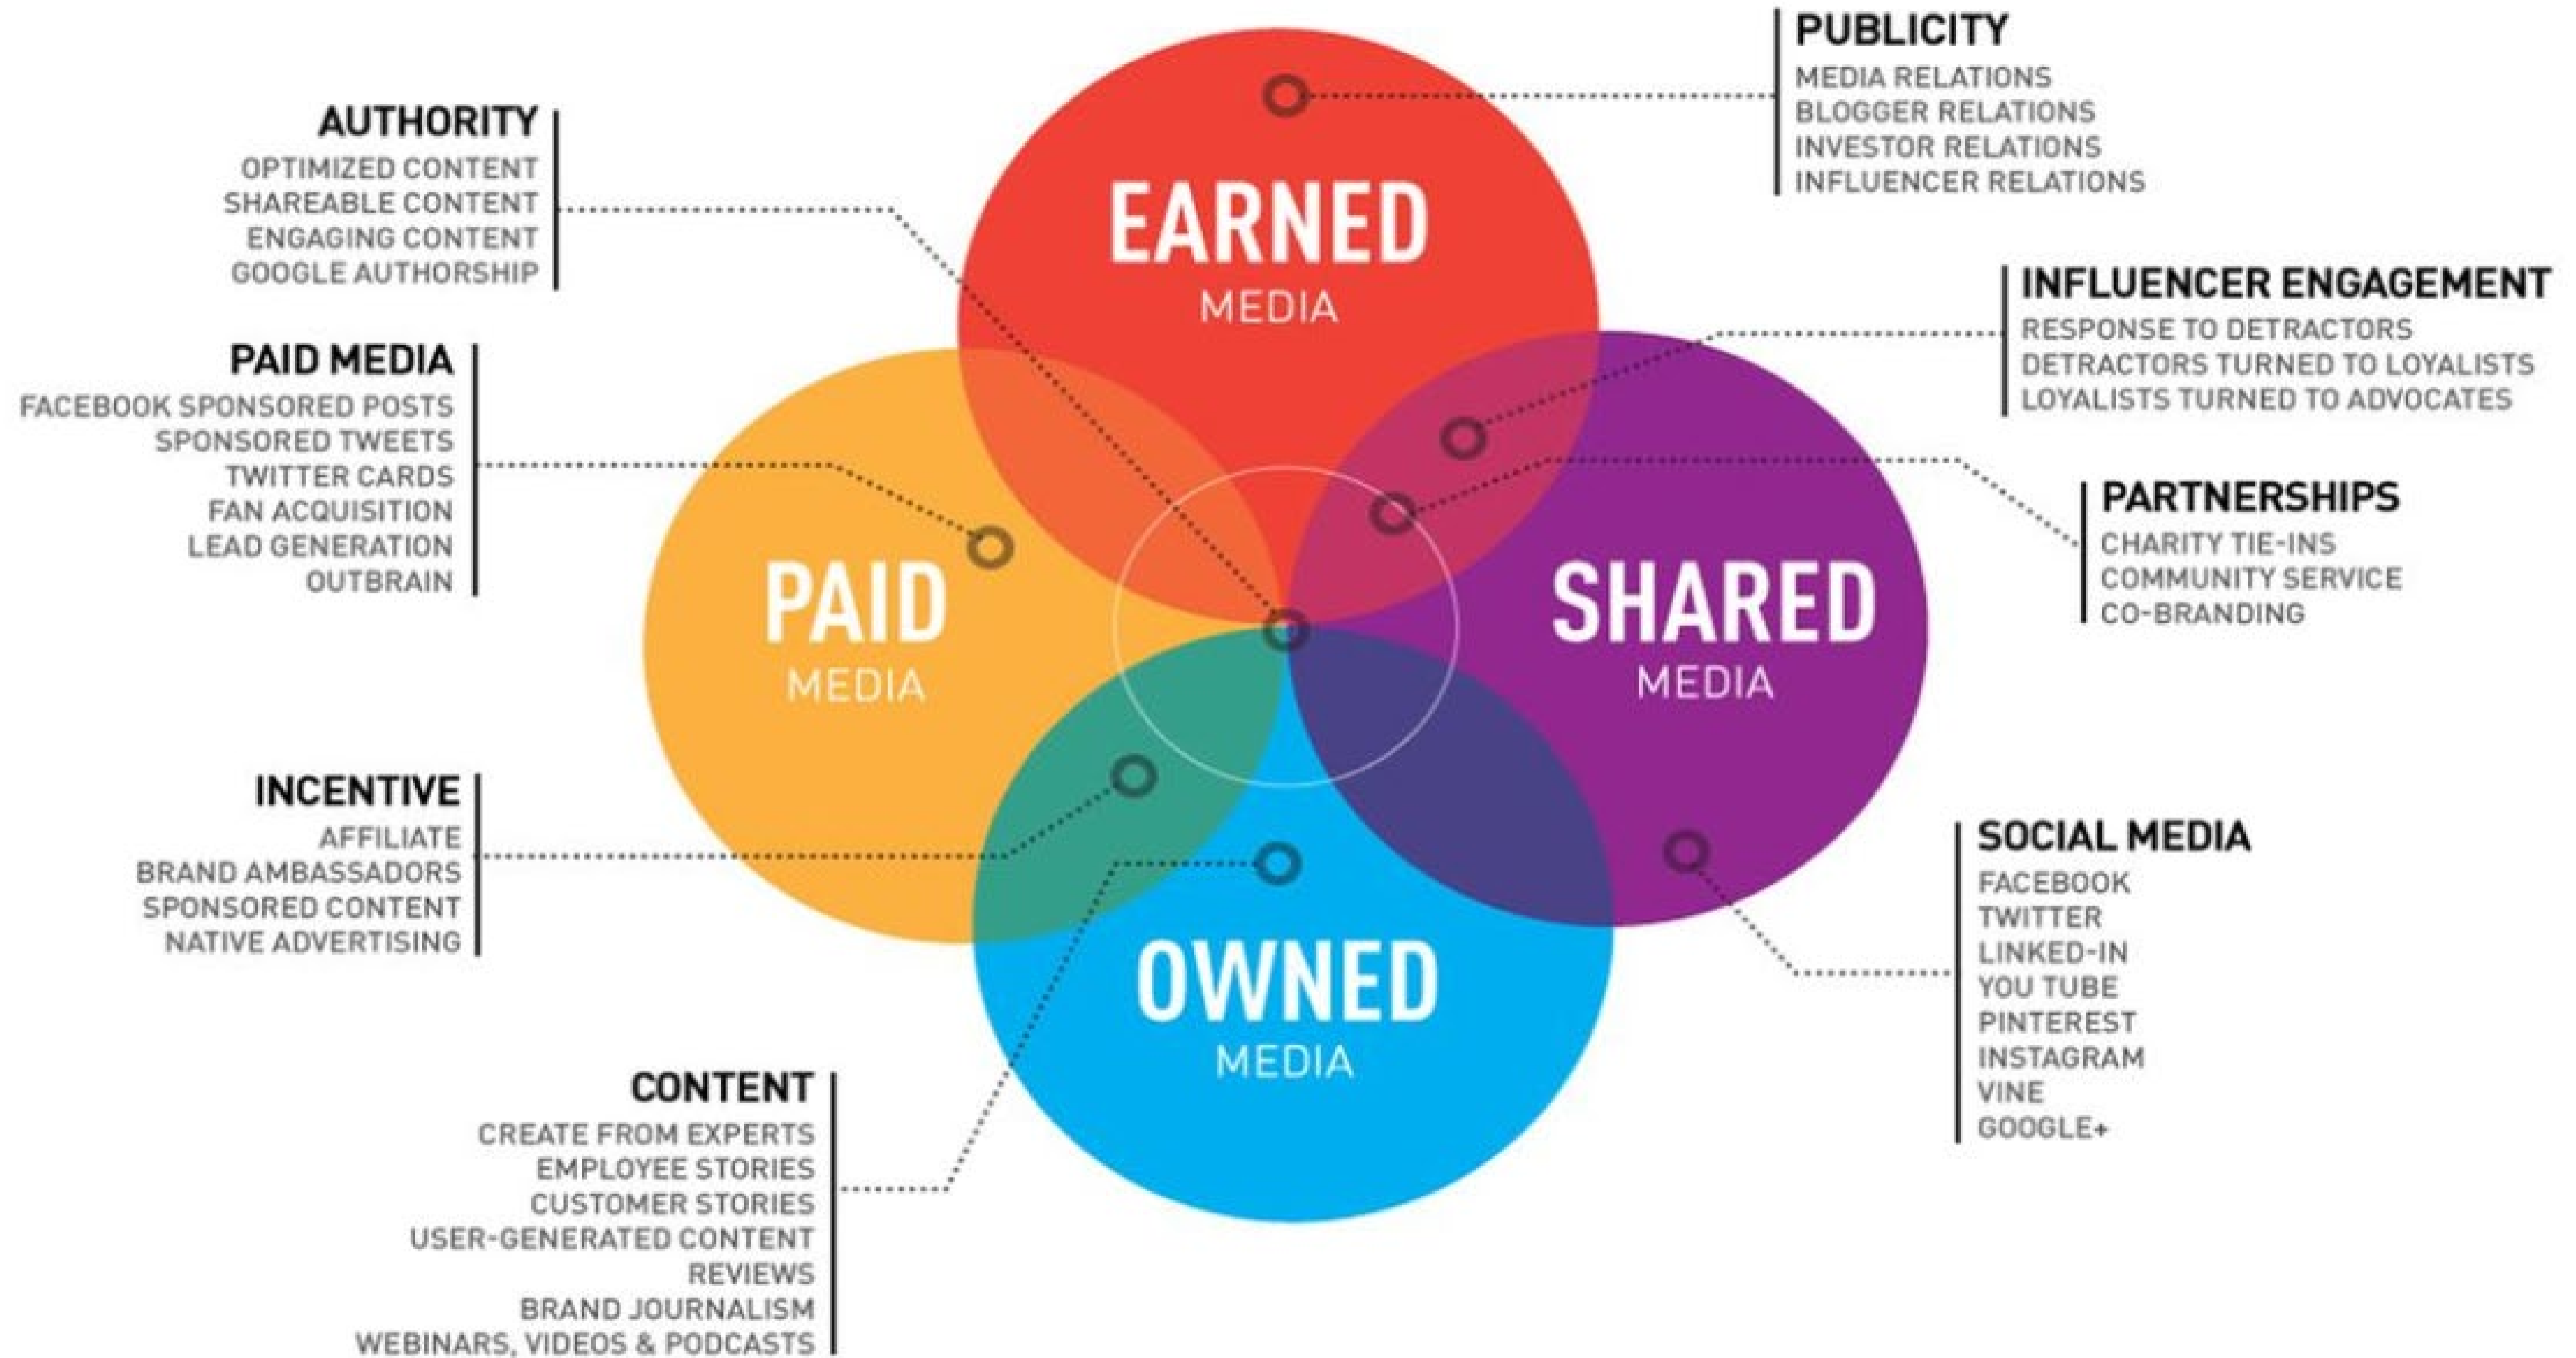 PUBLICITY
MEDIA RELATIONS
BLOGGER RELATIONS
INVESTOR RELATIONS
INFLUENCER RELATIONS
AUTHORITY
OPTIMIZED CONTENT
SHAREABLE CONTENT
ENGAGING CONTENT
GOOGLE AUTHORSHIP
EARNED
MEDIA
INFLUENCER ENGAGEMENT
RESPONSE TO DETRACTORS
DETRACTORS TURNED TO LOYALISTS
LOYALISTS TURNED TO ADVOCATES
PAID MEDIA
FACEBOOK SPONSORED POSTS
SPONSORED TWEETS
TWITTER CARDS
FAN ACQUISITION
LEAD GENERATION
OUTBRAIN
PARTNERSHIPS
CHARITY TIE-INS
COMMUNITY SERVICE
CO-BRANDING
PAID
MEDIA
SHARED
MEDIA
INCENTIVE
AFFILIATE
BRAND AMBASSADORS
SPONSORED CONTENT
NATIVE ADVERTISING
SOCIAL MEDIA
FACEBOOK
TWITTER
LINKED-IN
YOU TUBE
PINTEREST
INSTAGRAM
VINE
GOOGLE+
OWNED
MEDIA
CONTENT
CREATE FROM EXPERTS
EMPLOYEE STORIES
CUSTOMER STORIES
USER-GENERATED CONTENT
REVIEWS
BRAND JOURNALISM
WEBINARS, VIDEOS & PODCASTS